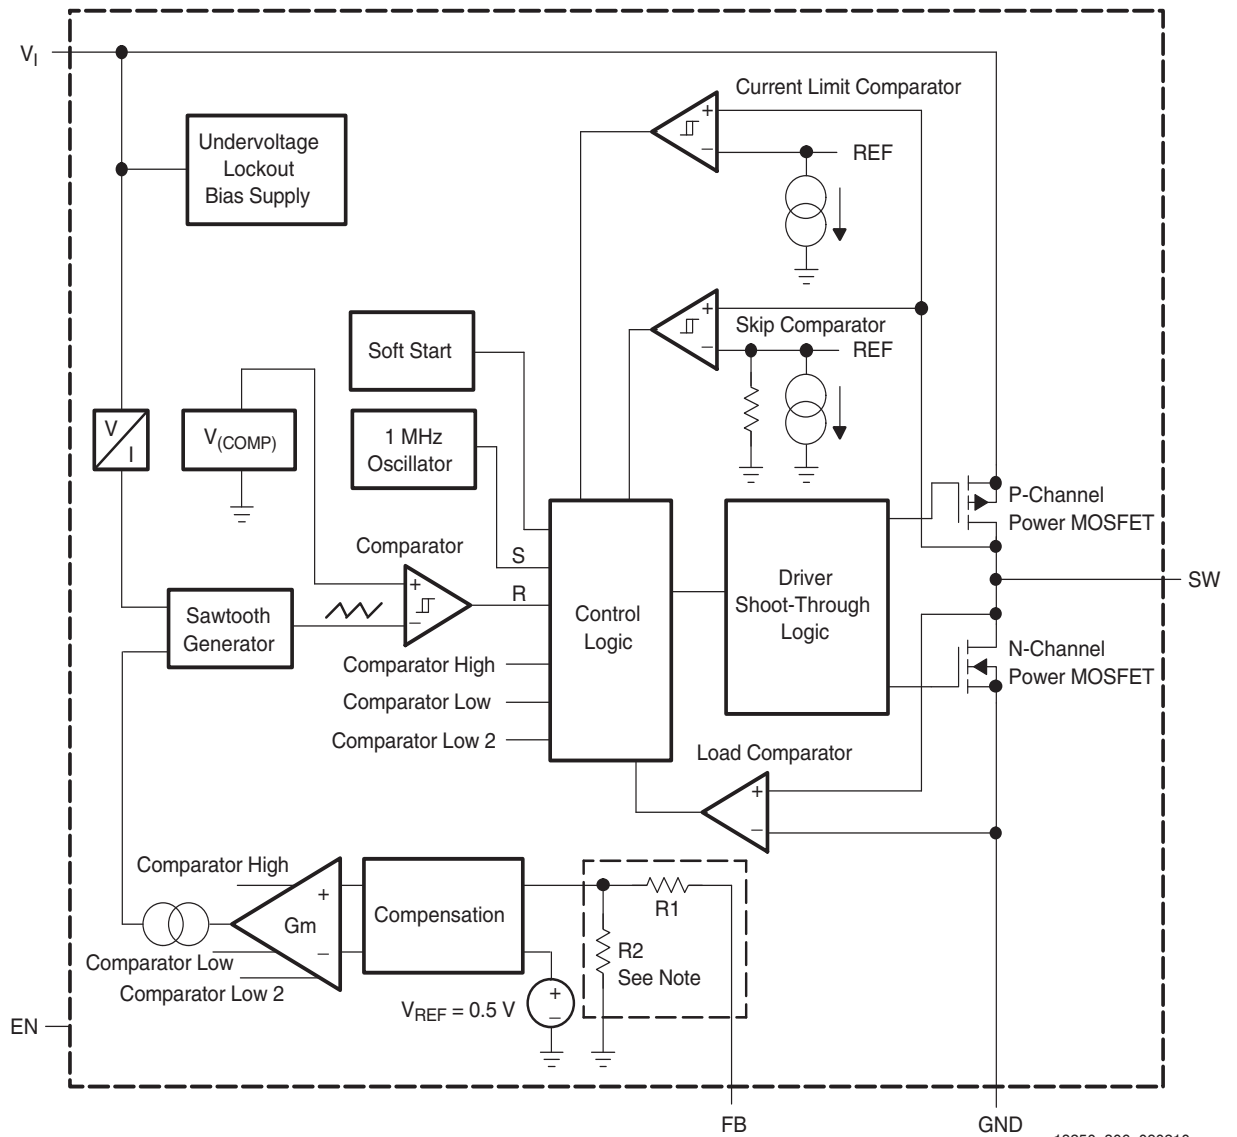 V_I
Current Limit Comparator
+
−
REF
Undervoltage
Lockout
Bias Supply
Skip Comparator
+
−
REF
Soft Start
V
I
V_(COMP)
1 MHz
Oscillator
P-Channel
Power MOSFET
Comparator
+
−
S
R
Sawtooth
Generator
Control
Logic
Driver
Shoot-Through
Logic
SW
N-Channel
Power MOSFET
Comparator High
Comparator Low
Comparator Low 2
Load Comparator
+
−
Comparator High
+
Gm
−
Compensation
R1
R2
See Note
Comparator Low
Comparator Low 2
V_REF = 0.5 V
+
−
EN
FB
GND